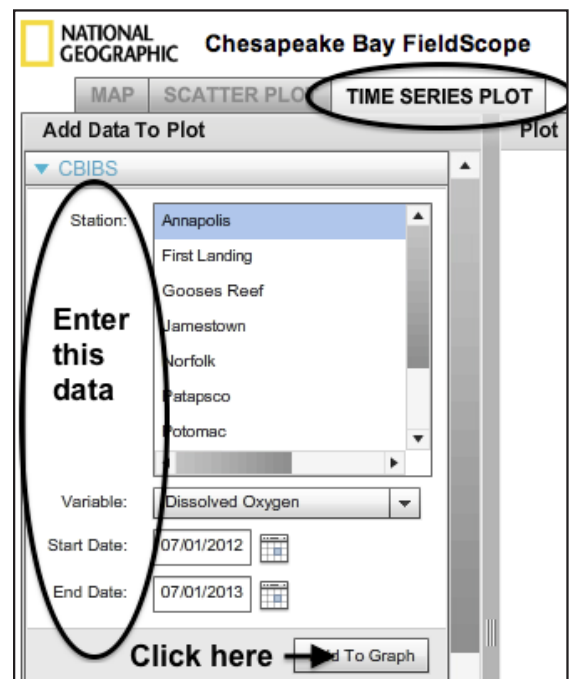 NATIONAL
GEOGRAPHIC
Chesapeake Bay FieldScope
MAP SCATTER PLO TIME SERIES PLOT
Add Data To Plot Plot
CBIBS
Station: Annapolis
First Landing
Gooses Reef
Jamestown
Norfolk
Patapsco
Potomac
Enter
this
data
Variable: Dissolved Oxygen
Start Date: 07/01/2012
End Date: 07/01/2013
Click here d To Graph